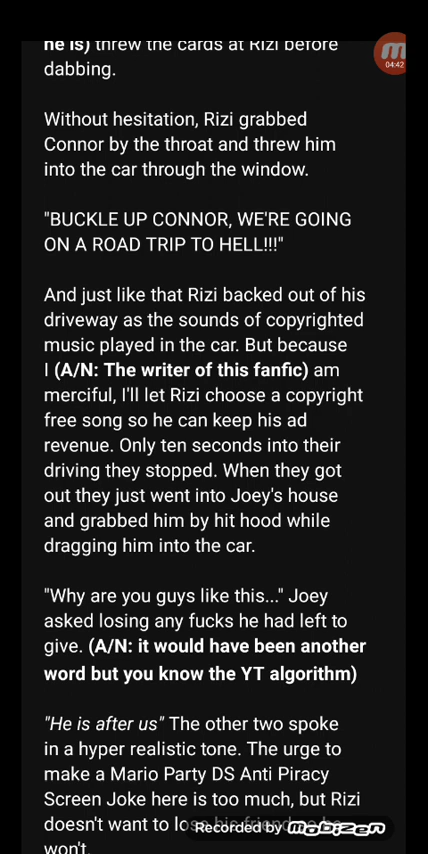 he is) threw the cards at Rizi before
dabbing.
04:42
Without hesitation, Rizi grabbed
Connor by the throat and threw him
into the car through the window.
"BUCKLE UP CONNOR, WE'RE GOING
ON A ROAD TRIP TO HELL!!!"
And just like that Rizi backed out of his
driveway as the sounds of copyrighted
music played in the car. But because
I (A/N: The writer of this fanfic) am
merciful, I'll let Rizi choose a copyright
free song so he can keep his ad
revenue. Only ten seconds into their
driving they stopped. When they got
out they just went into Joey's house
and grabbed him by hit hood while
dragging him into the car.
"Why are you guys like this..." Joey
asked losing any fucks he had left to
give. (A/N: it would have been another
word but you know the YT algorithm)
"He is after us" The other two spoke
in a hyper realistic tone. The urge to
make a Mario Party DS Anti Piracy
Screen Joke here is too much, but Rizi
doesn't want to lose his friend so he
Recorded by mobizen
won't.